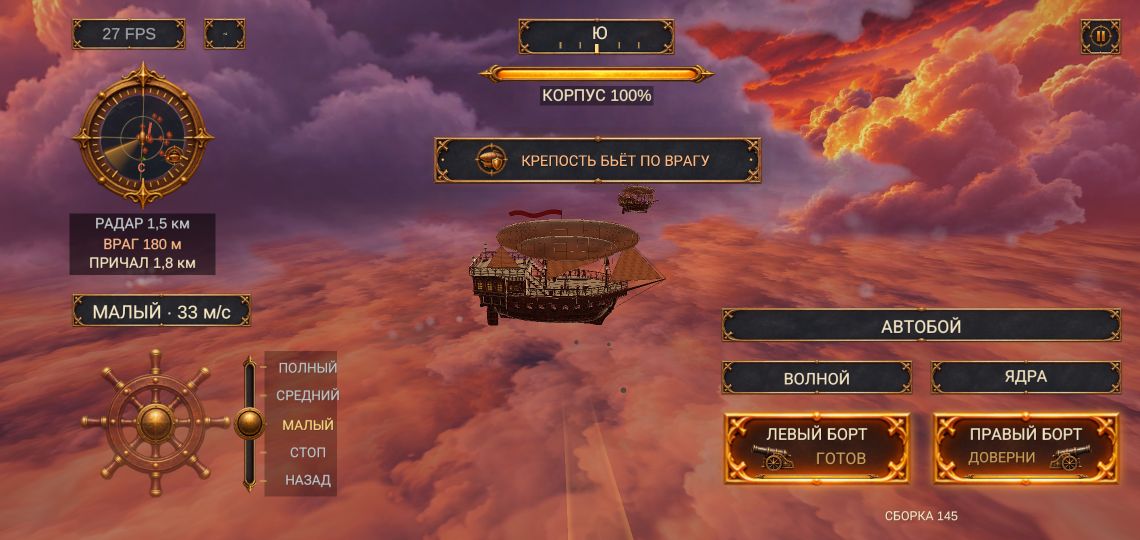 27 FPS
Ю
КОРПУС 100%
КРЕПОСТЬ БЬЁТ ПО ВРАГУ
С
РАДАР 1,5 км
ВРАГ 180 м
ПРИЧАЛ 1,8 км
МАЛЫЙ · 33 м/с
ПОЛНЫЙ
СРЕДНИЙ
МАЛЫЙ
СТОП
НАЗАД
АВТОБОЙ
ВОЛНОЙ
ЯДРА
ЛЕВЫЙ БОРТ
ГОТОВ
ПРАВЫЙ БОРТ
ДОВЕРНИ
СБОРКА 145